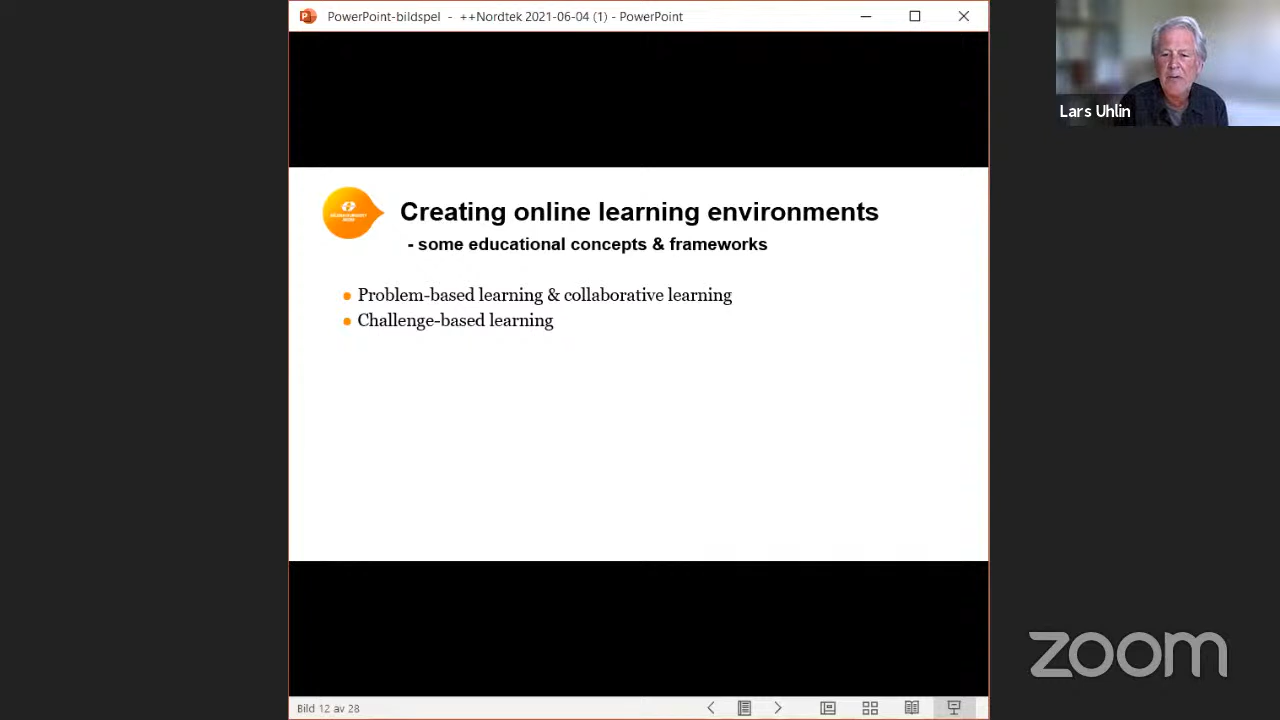 PowerPoint-bildspel - ++Nordtek 2021-06-04 (1) - PowerPoint
Lars Uhlin
Creating online learning environments
- some educational concepts & frameworks
Problem-based learning & collaborative learning
Challenge-based learning
zoom
Bild 12 av 28